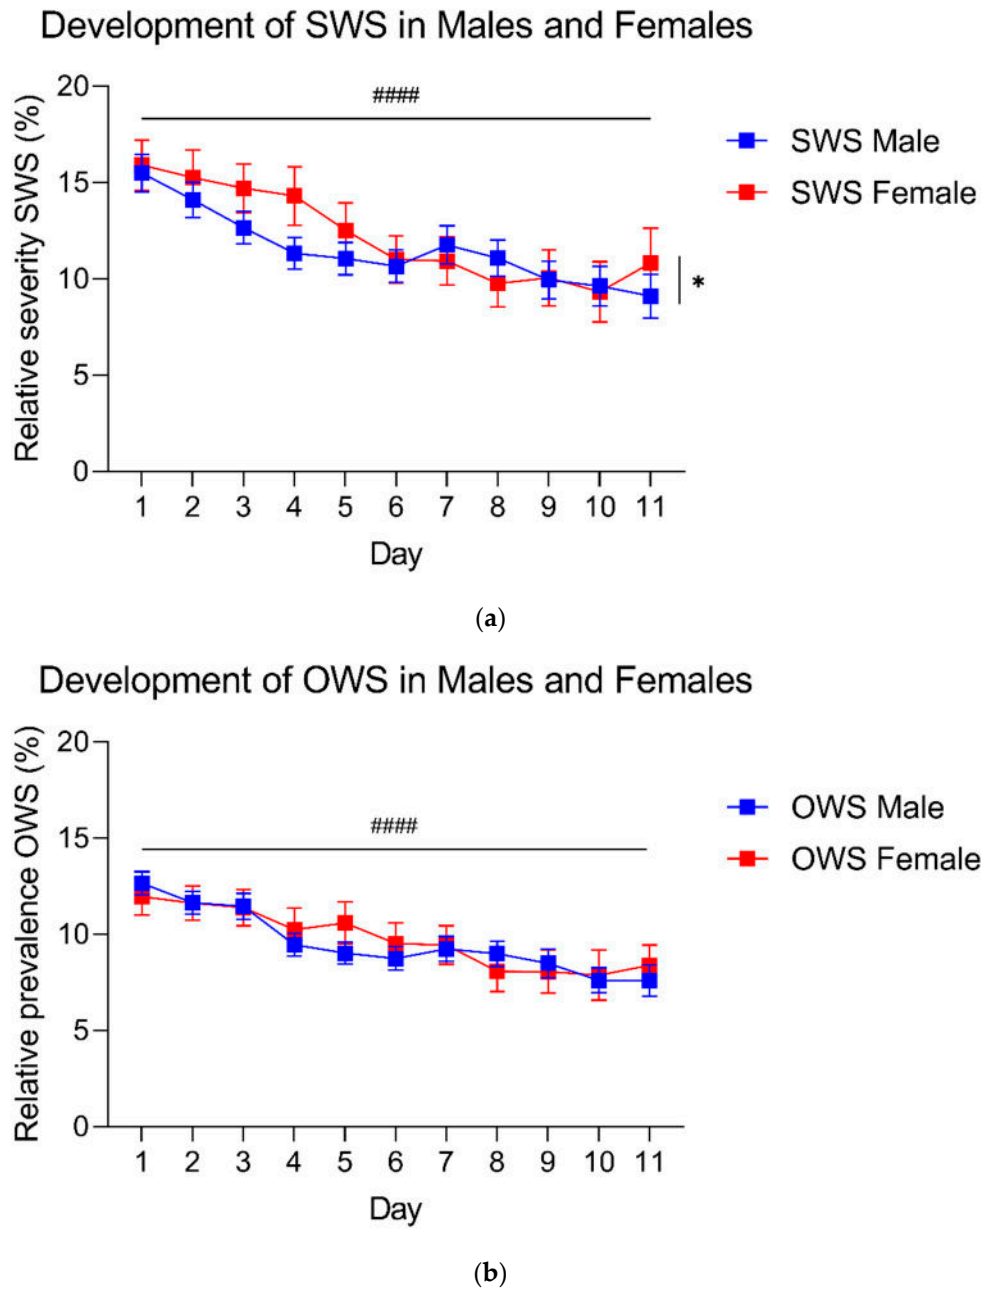 Development of SWS in Males and Females
Relative severity SWS (%)
20
15
10
5
0
####
*
SWS Male
SWS Female
1 2 3 4 5 6 7 8 9 10 11
Day
(a)
Development of OWS in Males and Females
Relative prevalence OWS (%)
20
15
10
5
0
####
OWS Male
OWS Female
1 2 3 4 5 6 7 8 9 10 11
Day
(b)